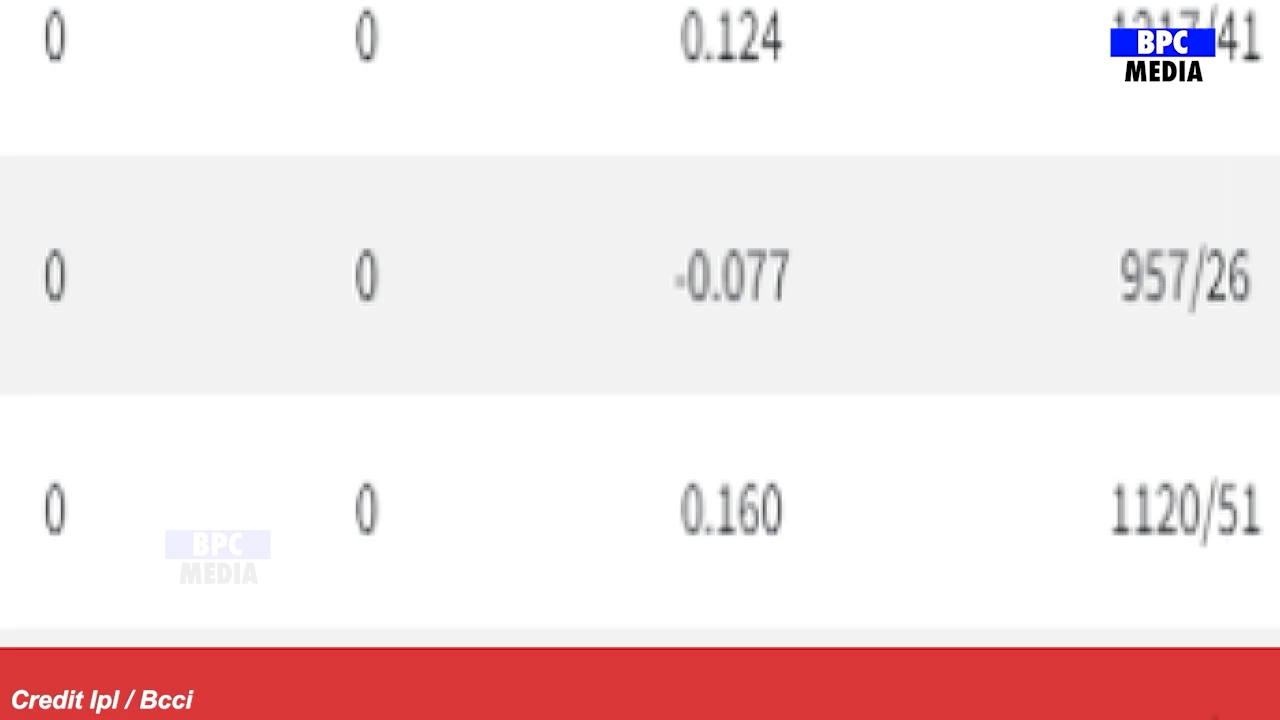 0 0 0.124 /41
BPC
MEDIA
0 0 -0.077 957/26
0 0 0.160 1120/51
BPC
MEDIA
Credit Ipl / Bcci